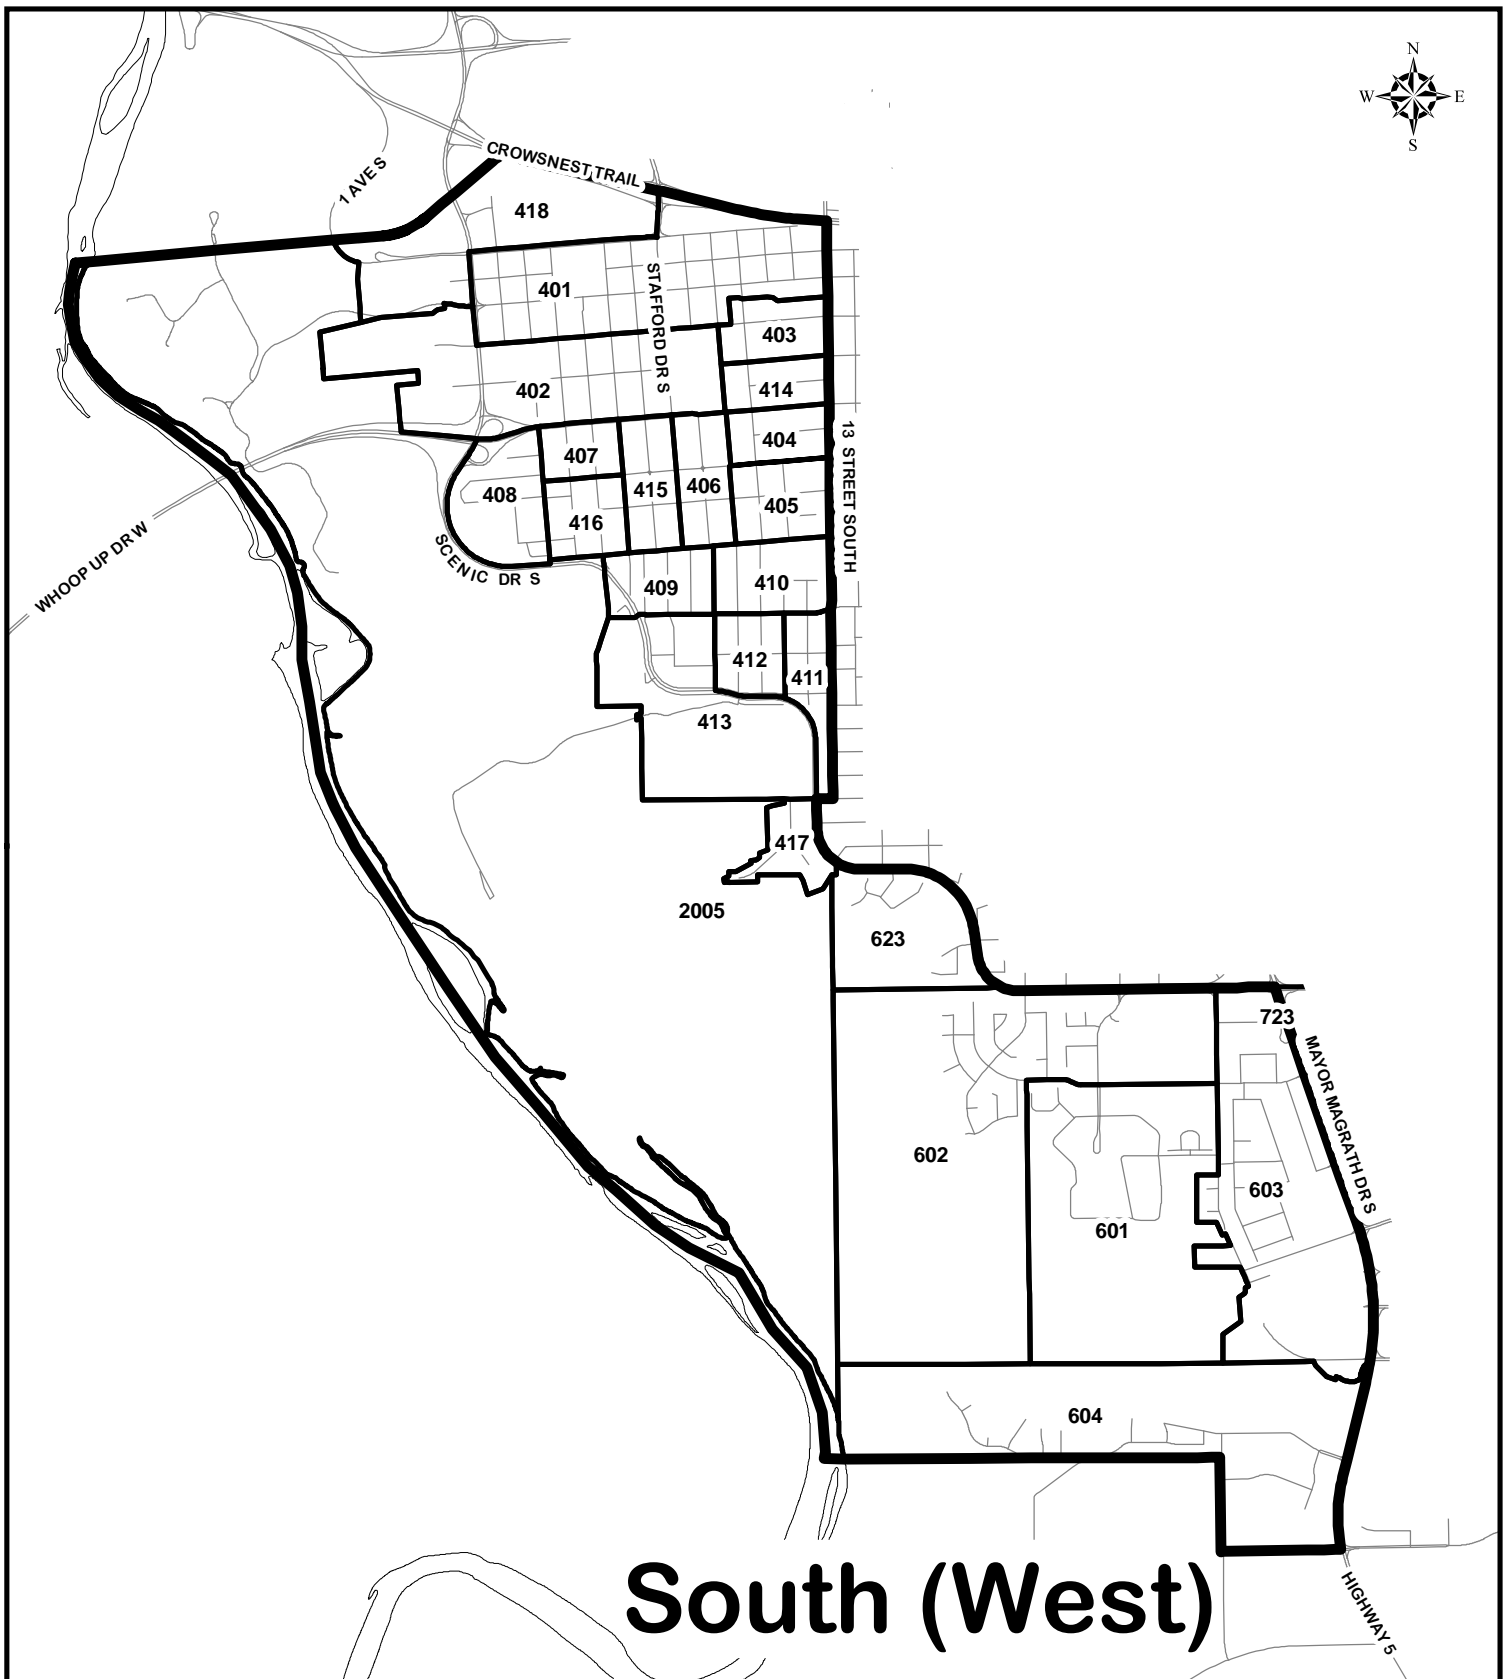 N
W E
S
CROWSNEST TRAIL
1 AVE S
418
401
STAFFORD DR S
403
402
414
404
13 STREET SOUTH
407
408
415
406
405
416
SCENIC DR S
WHOOP UP DR W
409
410
412
411
413
417
2005
623
723
MAYOR MAGRATH DR S
602
603
601
604
South (West)
HIGHWAY 5